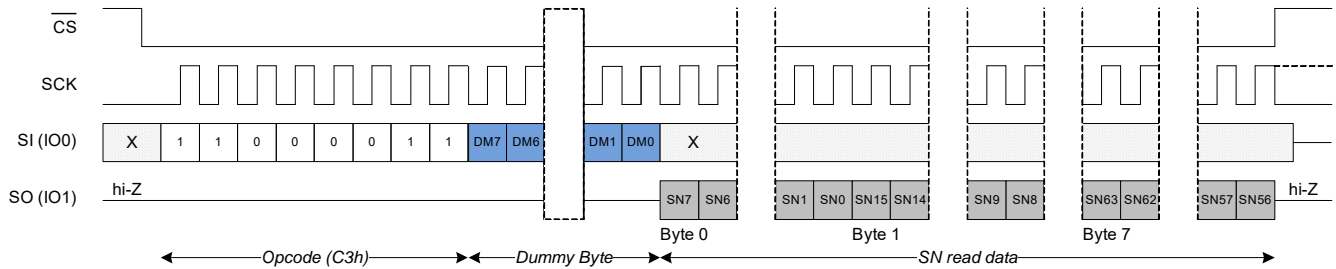 CS
SCK
SI (IO0) X 1 1 0 0 0 0 1 1 DM7 DM6 DM1 DM0 X
SO (IO1) hi-Z SN7 SN6 SN1 SN0 SN15 SN14 SN9 SN8 SN63 SN62 SN57 SN56 hi-Z
Byte 0 Byte 1 Byte 7
Opcode (C3h) Dummy Byte SN read data